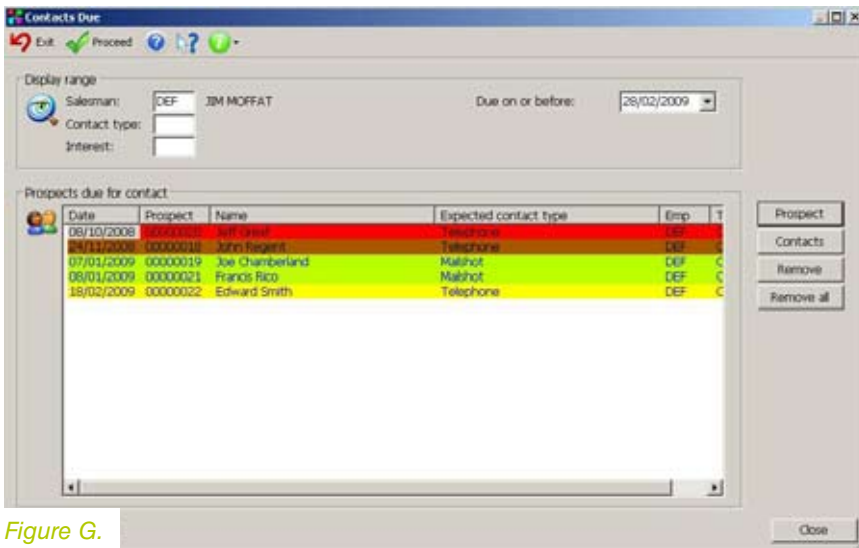 Contacts Due
Exit Proceed
Display range
Salesman: DEF JIM MOFFAT Due on or before: 28/02/2009
Contact type:
Interest:
Prospects due for contact
Date Prospect Name Expected contact type Emp T
08/10/2008 00000020 Jeff Telephone DEF
24/11/2008 00000018 John Regent Telephone DEF C
07/01/2009 00000019 Joe Chamberland Mailshot DEF C
08/01/2009 00000021 Francis Rico Mailshot DEF C
18/02/2009 00000022 Edward Smith Telephone DEF C
Prospect
Contacts
Remove
Remove all
Close
Figure G.